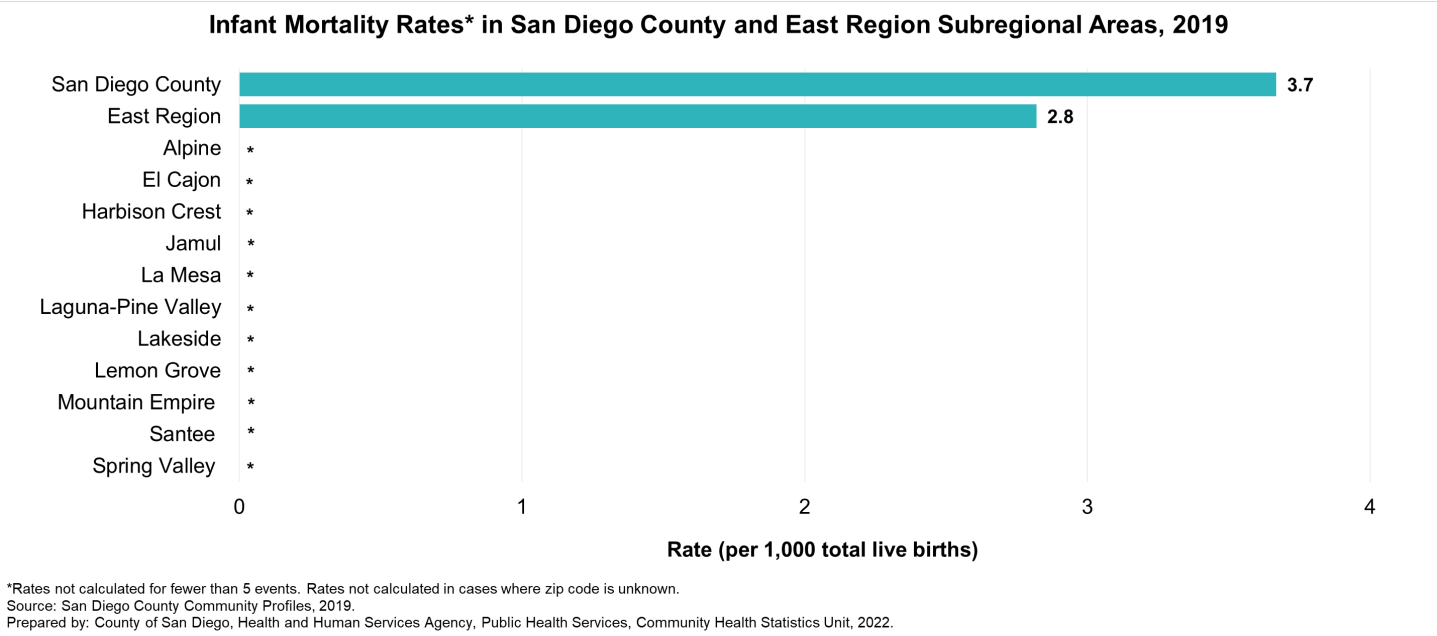 Infant Mortality Rates* in San Diego County and East Region Subregional Areas, 2019
San Diego County 3.7
East Region 2.8
Alpine *
El Cajon *
Harbison Crest *
Jamul *
La Mesa *
Laguna-Pine Valley *
Lakeside *
Lemon Grove *
Mountain Empire *
Santee *
Spring Valley *
0 1 2 3 4
Rate (per 1,000 total live births)
*Rates not calculated for fewer than 5 events. Rates not calculated in cases where zip code is unknown.
Source: San Diego County Community Profiles, 2019.
Prepared by: County of San Diego, Health and Human Services Agency, Public Health Services, Community Health Statistics Unit, 2022.